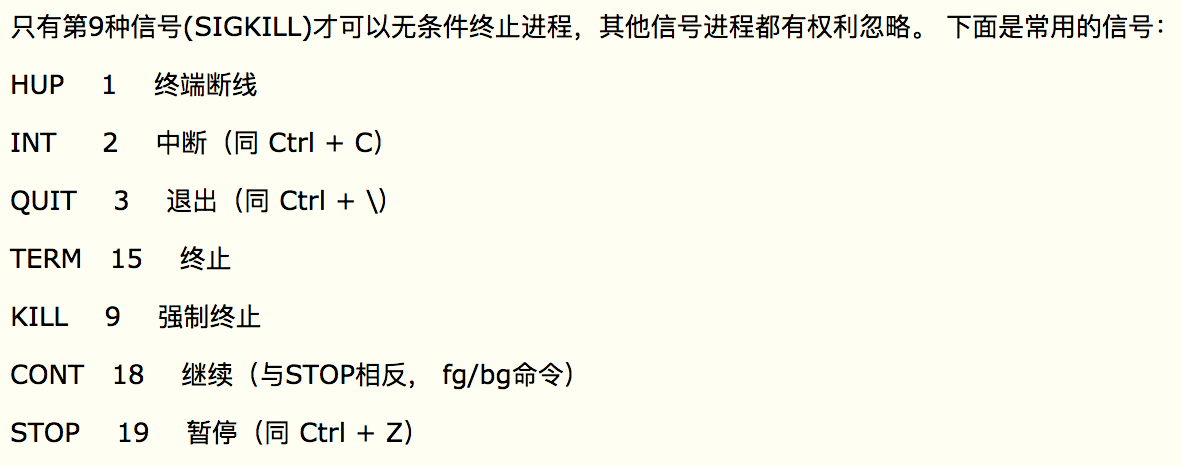 只有第9种信号(SIGKILL)才可以无条件终止进程，其他信号进程都有权利忽略。 下面是常用的信号：
HUP 1 终端断线
INT 2 中断（同 Ctrl + C）
QUIT 3 退出（同 Ctrl + \）
TERM 15 终止
KILL 9 强制终止
CONT 18 继续（与STOP相反， fg/bg命令）
STOP 19 暂停（同 Ctrl + Z）